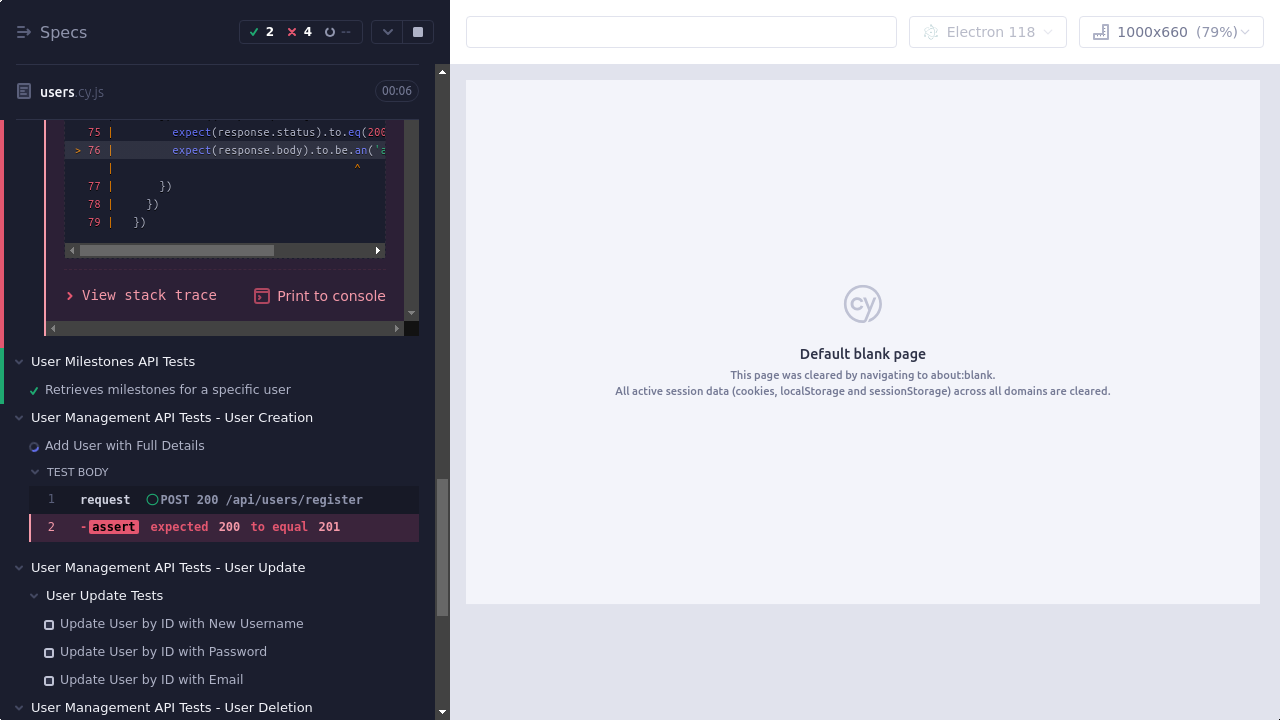 Specs
2
4
--
Electron 118
1000x660 (79%)
users.cy.js
00:06
75 | expect(response.status).to.eq(200
> 76 | expect(response.body).to.be.an('a
| ^
77 | })
78 | })
79 | })
View stack trace
Print to console
User Milestones API Tests
Retrieves milestones for a specific user
User Management API Tests - User Creation
Add User with Full Details
TEST BODY
1 request POST 200 /api/users/register
2 -assert expected 200 to equal 201
User Management API Tests - User Update
User Update Tests
Update User by ID with New Username
Update User by ID with Password
Update User by ID with Email
User Management API Tests - User Deletion
cy
Default blank page
This page was cleared by navigating to about:blank.
All active session data (cookies, localStorage and sessionStorage) across all domains are cleared.